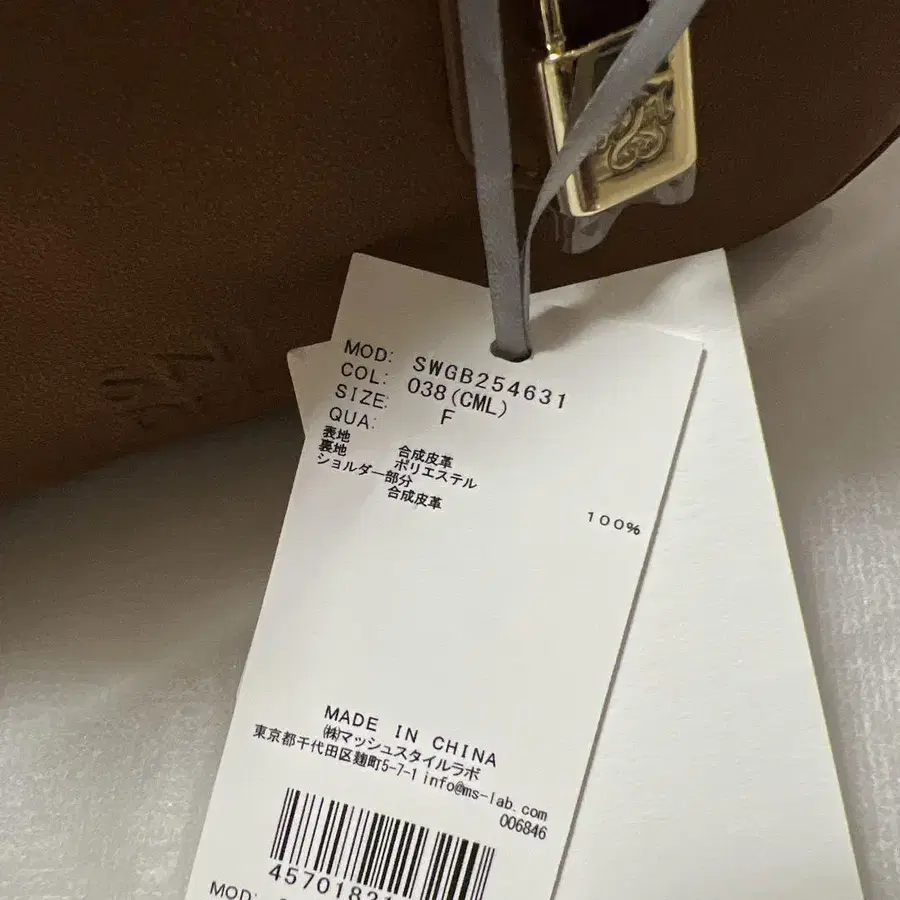 MOD: SWGB254631
COL: 038(CML)
SIZE: F
QUA:
表地 合成皮革
裏地 ポリエステル 100%
ショルダー部分
合成皮革
MADE IN CHINA
㈱マッシュスタイルラボ
東京都千代田区麹町5-7-1 info@ms-lab.com
006846
MOD: